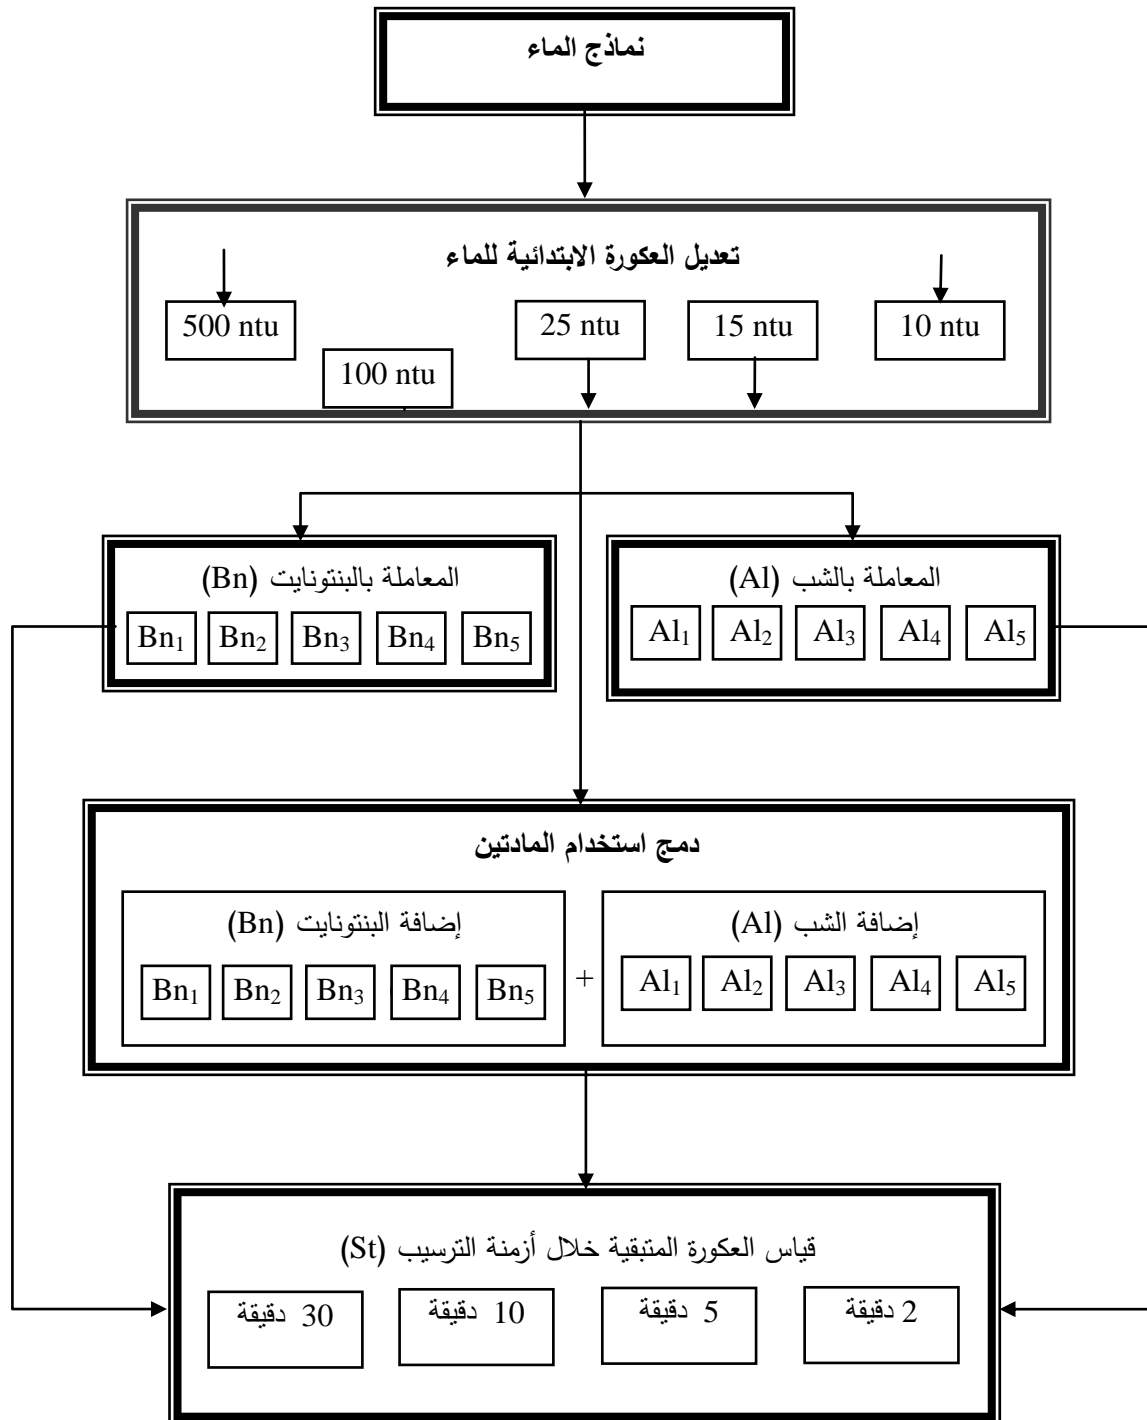 نماذج الماء
تعديل العكورة الابتدائية للماء
10 ntu
15 ntu
25 ntu
100 ntu
500 ntu
المعاملة بالشب (Al)
Al₁ Al₂ Al₃ Al₄ Al₅
المعاملة بالبنتونايت (Bn)
Bn₁ Bn₂ Bn₃ Bn₄ Bn₅
دمج استخدام المادتين
إضافة الشب (Al)
Al₁ Al₂ Al₃ Al₄ Al₅
+
إضافة البنتونايت (Bn)
Bn₁ Bn₂ Bn₃ Bn₄ Bn₅
قياس العكورة المتبقية خلال أزمنة الترسيب (St)
2 دقيقة
5 دقيقة
10 دقيقة
30 دقيقة